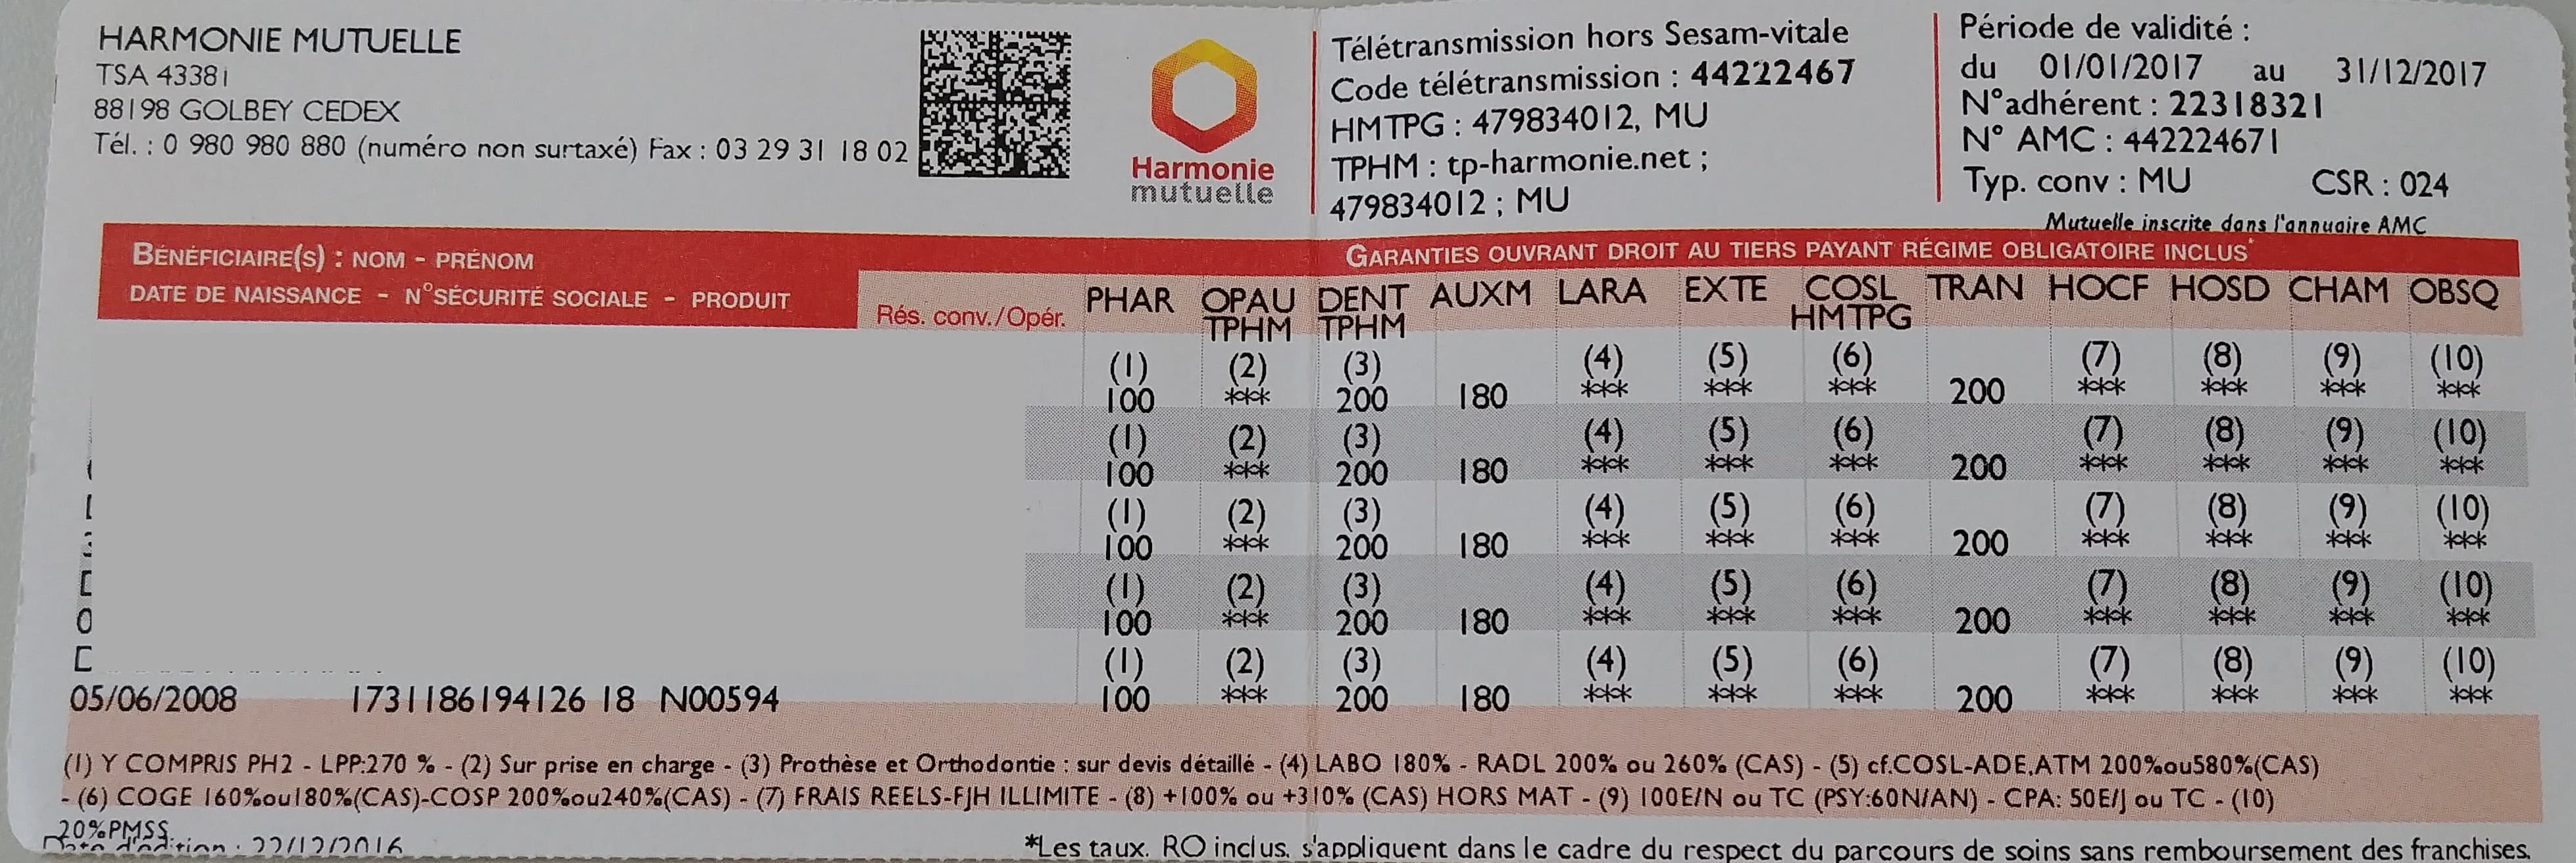 HARMONIE MUTUELLE
TSA 43381
88198 GOLBEY CEDEX
Tél. : 0 980 980 880 (numéro non surtaxé) Fax : 03 29 31 18 02
Harmonie
mutuelle
Télétransmission hors Sesam-vitale
Code télétransmission : 44222467
HMTPG : 479834012, MU
TPHM : tp-harmonie.net ;
479834012 ; MU
Période de validité :
du 01/01/2017 au 31/12/2017
N°adhérent : 22318321
N° AMC : 442224671
Typ. conv : MU CSR : 024
Mutuelle inscrite dans l'annuaire AMC
BÉNÉFICIAIRE(S) : NOM - PRÉNOM
DATE DE NAISSANCE - N°SÉCURITÉ SOCIALE - PRODUIT
GARANTIES OUVRANT DROIT AU TIERS PAYANT RÉGIME OBLIGATOIRE INCLUS*
Rés. conv./Opér.
PHAR OPAU DENT AUXM LARA EXTE COSL TRAN HOCF HOSD CHAM OBSQ
TPHM TPHM HMTPG
(1) (2) (3) (4) (5) (6) (7) (8) (9) (10)
100 *** 200 180 *** *** *** 200 *** *** *** ***
(1) (2) (3) (4) (5) (6) (7) (8) (9) (10)
100 *** 200 180 *** *** *** 200 *** *** *** ***
(1) (2) (3) (4) (5) (6) (7) (8) (9) (10)
100 *** 200 180 *** *** *** 200 *** *** *** ***
(1) (2) (3) (4) (5) (6) (7) (8) (9) (10)
100 *** 200 180 *** *** *** 200 *** *** *** ***
(1) (2) (3) (4) (5) (6) (7) (8) (9) (10)
05/06/2008 1731186194126 18 N00594 100 *** 200 180 *** *** *** 200 *** *** *** ***
(1) Y COMPRIS PH2 - LPP:270 % - (2) Sur prise en charge - (3) Prothèse et Orthodontie : sur devis détaillé - (4) LABO 180% - RADL 200% ou 260% (CAS) - (5) cf.COSL-ADE,ATM 200%ou580%(CAS)
- (6) COGE 160%ou180%(CAS)-COSP 200%ou240%(CAS) - (7) FRAIS REELS-FJH ILLIMITE - (8) +100% ou +310% (CAS) HORS MAT - (9) 100E/N ou TC (PSY:60N/AN) - CPA: 50E/J ou TC - (10)
20%PMSS
Date d'édition : 22/12/2016
*Les taux, RO inclus, s'appliquent dans le cadre du respect du parcours de soins sans remboursement des franchises.